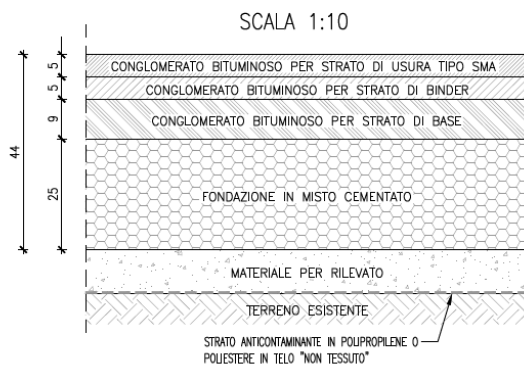 SCALA 1:10
5
CONGLOMERATO BITUMINOSO PER STRATO DI USURA TIPO SMA
5
CONGLOMERATO BITUMINOSO PER STRATO DI BINDER
9
CONGLOMERATO BITUMINOSO PER STRATO DI BASE
44
25
FONDAZIONE IN MISTO CEMENTATO
MATERIALE PER RILEVATO
TERRENO ESISTENTE
STRATO ANTICONTAMINANTE IN POLIPROPILENE O
POLIESTERE IN TELO "NON TESSUTO"